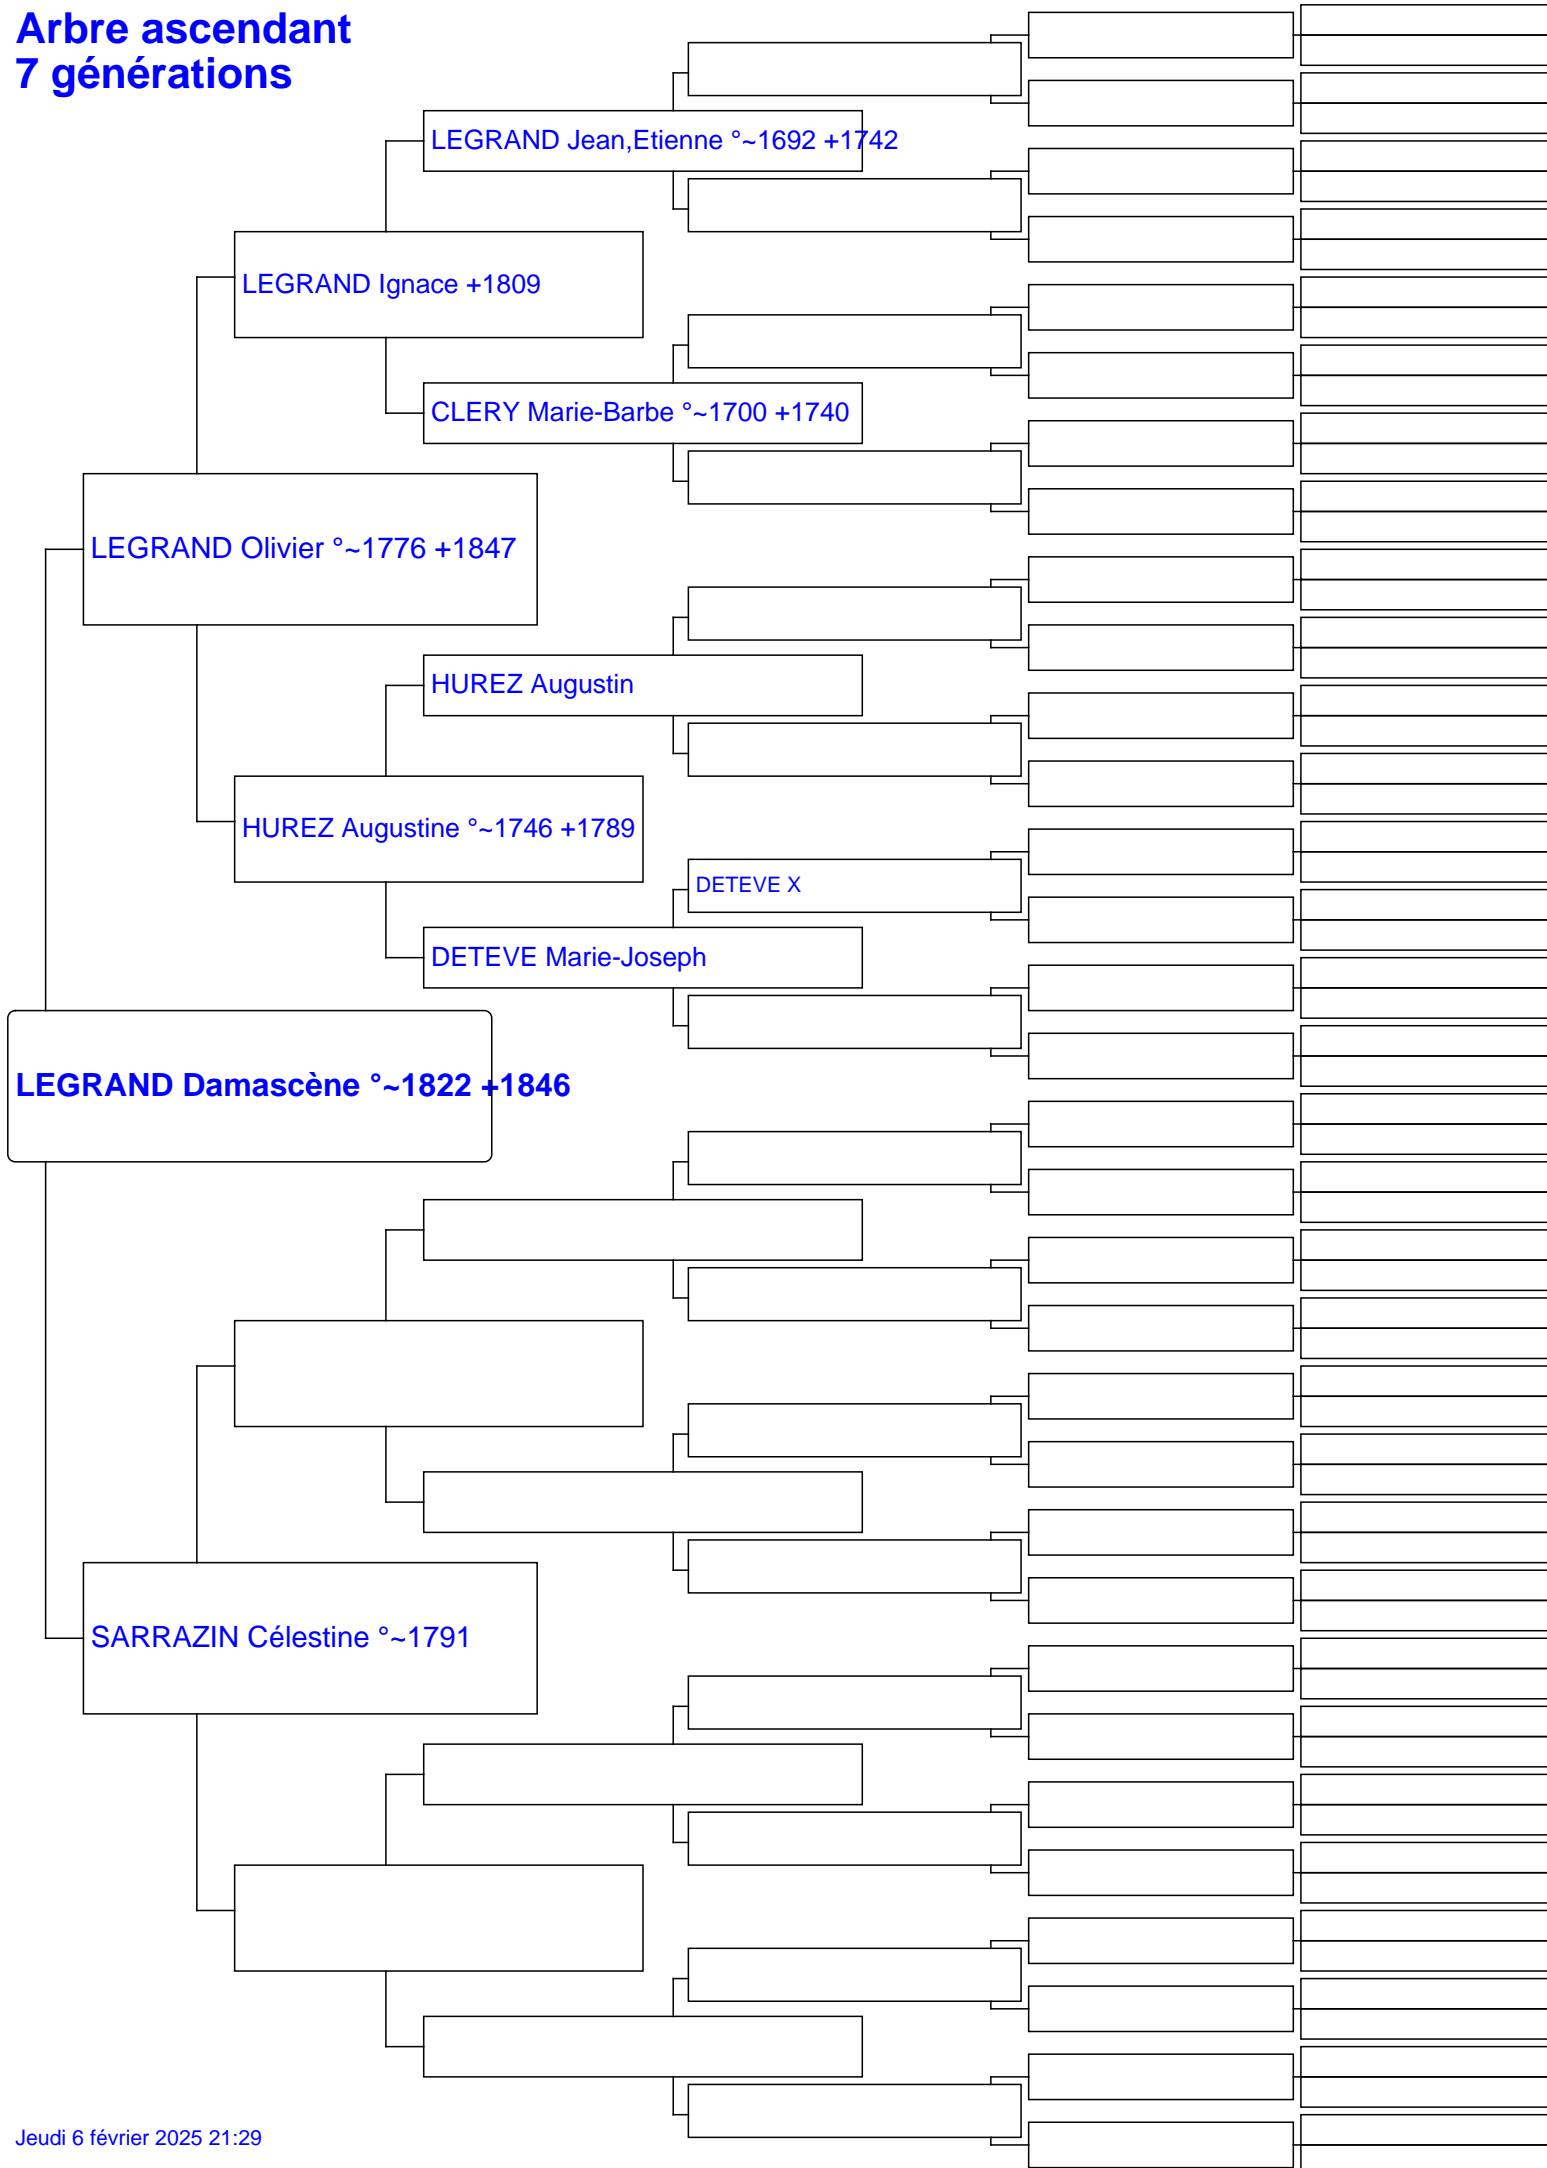 Arbre ascendant
7 générations
LEGRAND Jean,Etienne °~1692 +1742
LEGRAND Ignace +1809
CLERY Marie-Barbe °~1700 +1740
LEGRAND Olivier °~1776 +1847
HUREZ Augustin
HUREZ Augustine °~1746 +1789
DETEVE X
DETEVE Marie-Joseph
LEGRAND Damascène °~1822 +1846
SARRAZIN Célestine °~1791
Jeudi 6 février 2025 21:29